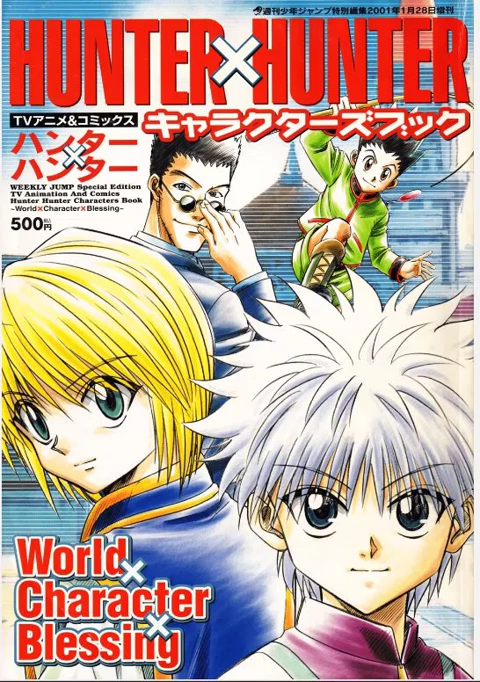 週刊少年ジャンプ特別編集2001年1月28日増刊
HUNTER×HUNTER
TVアニメ&コミックス
キャラクターズブック
ハンター×ハンター
WEEKLY JUMP Special Edition
TV Animation And Comics
Hunter Hunter Characters Book
~World×Character×Blessing~
500円
World×
Character×
Blessing